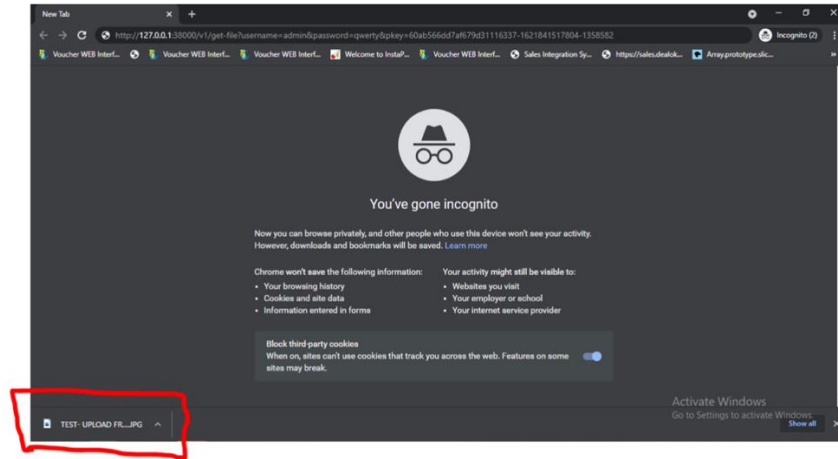 New Tab
http://127.0.0.1:38000/v1/get-file?username=admin&password=qwerty&pkey=60ab566dd7af679d31116337-1621841517804-1358582
Incognito (2)
Voucher WEB Interf... Voucher WEB Interf... Voucher WEB Interf... Welcome to InstaP... Voucher WEB Interf... Sales Integration Sy... https://sales.dealok... Array.prototype.slic...
You've gone incognito
Now you can browse privately, and other people who use this device won't see your activity.
However, downloads and bookmarks will be saved. Learn more
Chrome won't save the following information:
• Your browsing history
• Cookies and site data
• Information entered in forms
Your activity might still be visible to:
• Websites you visit
• Your employer or school
• Your internet service provider
Block third-party cookies
When on, sites can't use cookies that track you across the web. Features on some
sites may break.
Activate Windows
Go to Settings to activate Windows.
TEST- UPLOAD FR....JPG
Show all